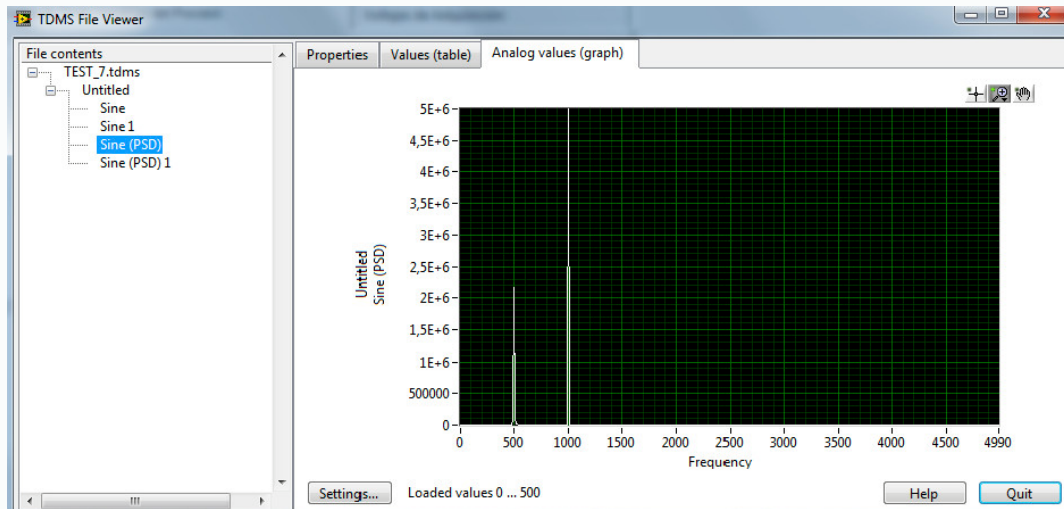 TDMS File Viewer
File contents
TEST_7.tdms
Untitled
Sine
Sine 1
Sine (PSD)
Sine (PSD) 1
Properties
Values (table)
Analog values (graph)
5E+6
4,5E+6
4E+6
3,5E+6
3E+6
2,5E+6
2E+6
1,5E+6
1E+6
500000
0
Untitled
Sine (PSD)
0 500 1000 1500 2000 2500 3000 3500 4000 4500 4990
Frequency
Settings... Loaded values 0 ... 500 Help Quit